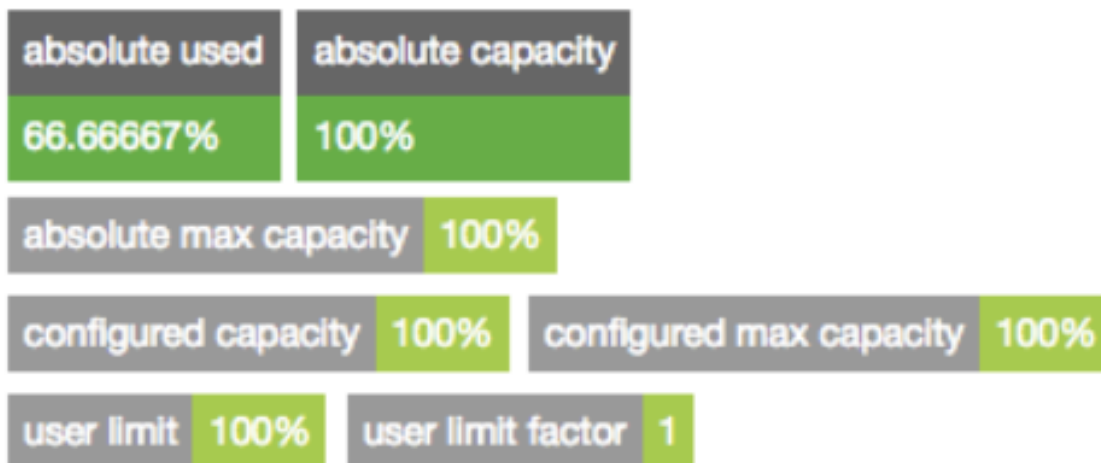 absolute used absolute capacity
66.66667% 100%
absolute max capacity 100%
configured capacity 100% configured max capacity 100%
user limit 100% user limit factor 1